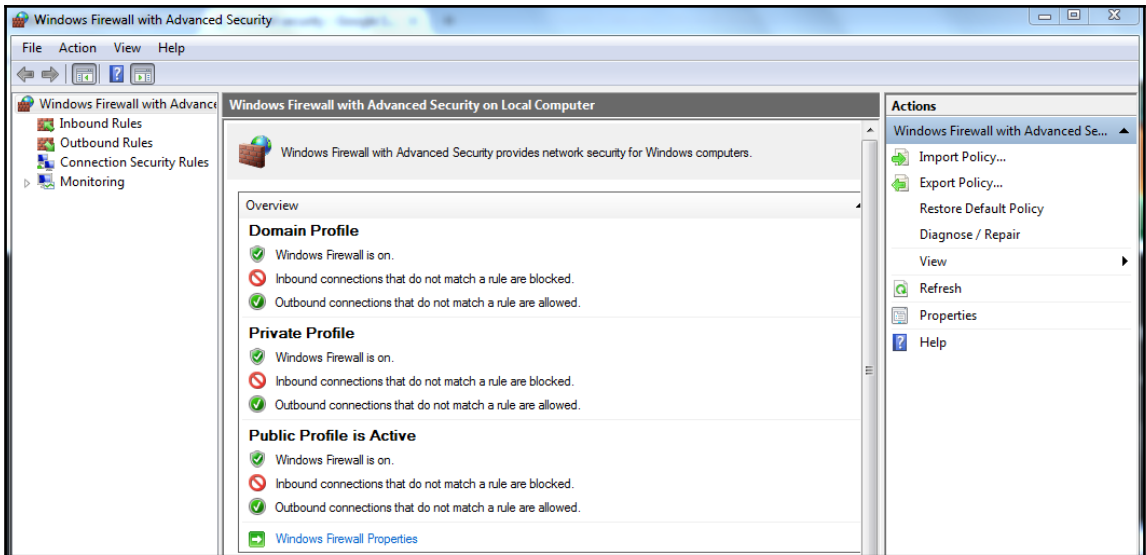 Windows Firewall with Advanced Security
File Action View Help
Windows Firewall with Advance
Inbound Rules
Outbound Rules
Connection Security Rules
Monitoring
Windows Firewall with Advanced Security on Local Computer
Windows Firewall with Advanced Security provides network security for Windows computers.
Overview
Domain Profile
Windows Firewall is on.
Inbound connections that do not match a rule are blocked.
Outbound connections that do not match a rule are allowed.
Private Profile
Windows Firewall is on.
Inbound connections that do not match a rule are blocked.
Outbound connections that do not match a rule are allowed.
Public Profile is Active
Windows Firewall is on.
Inbound connections that do not match a rule are blocked.
Outbound connections that do not match a rule are allowed.
Windows Firewall Properties
Actions
Windows Firewall with Advanced Se...
Import Policy...
Export Policy...
Restore Default Policy
Diagnose / Repair
View
Refresh
Properties
Help